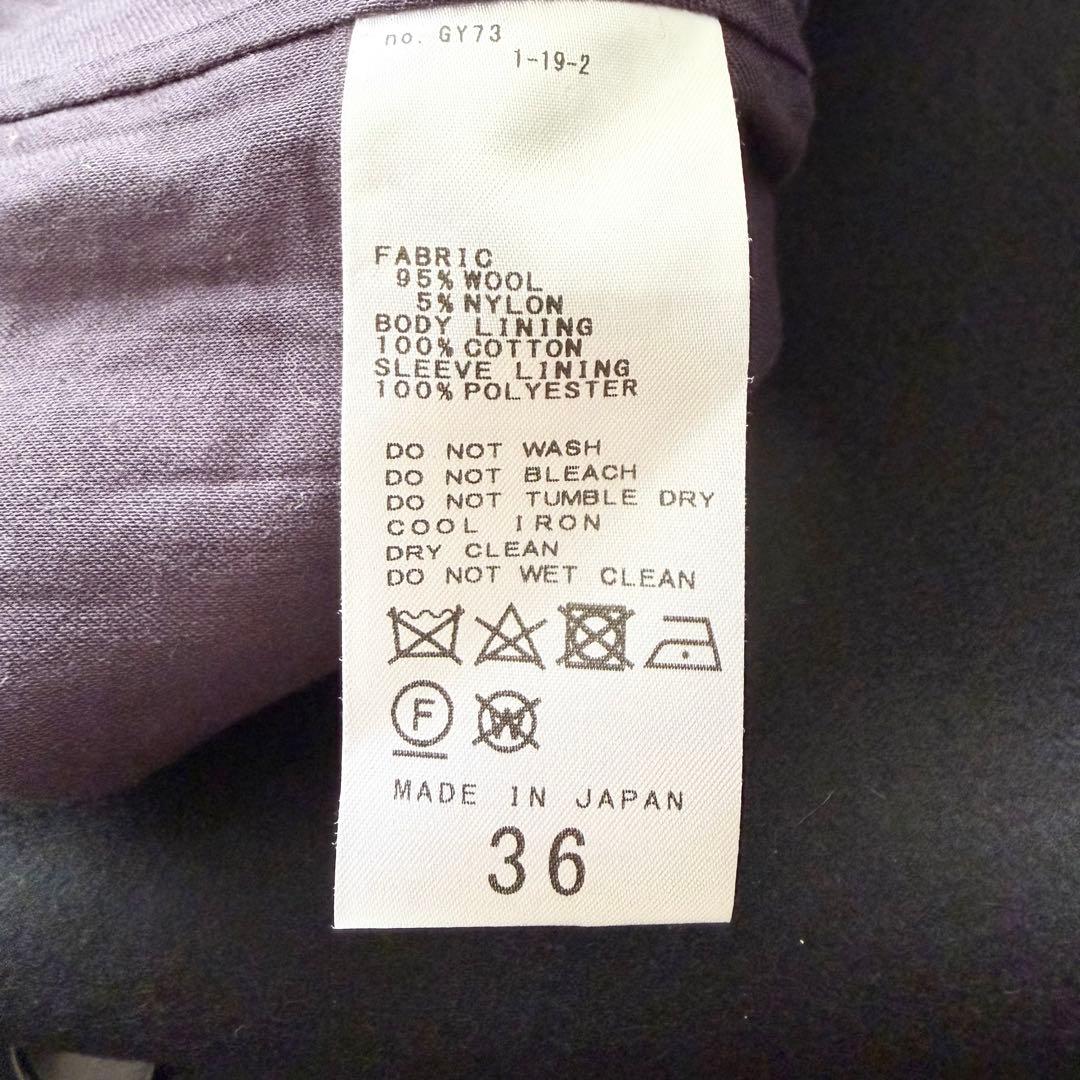 no. GY73
1-19-2
FABRIC
95% WOOL
5% NYLON
BODY LINING
100% COTTON
SLEEVE LINING
100% POLYESTER
DO NOT WASH
DO NOT BLEACH
DO NOT TUMBLE DRY
COOL IRON
DRY CLEAN
DO NOT WET CLEAN
F W
MADE IN JAPAN
36